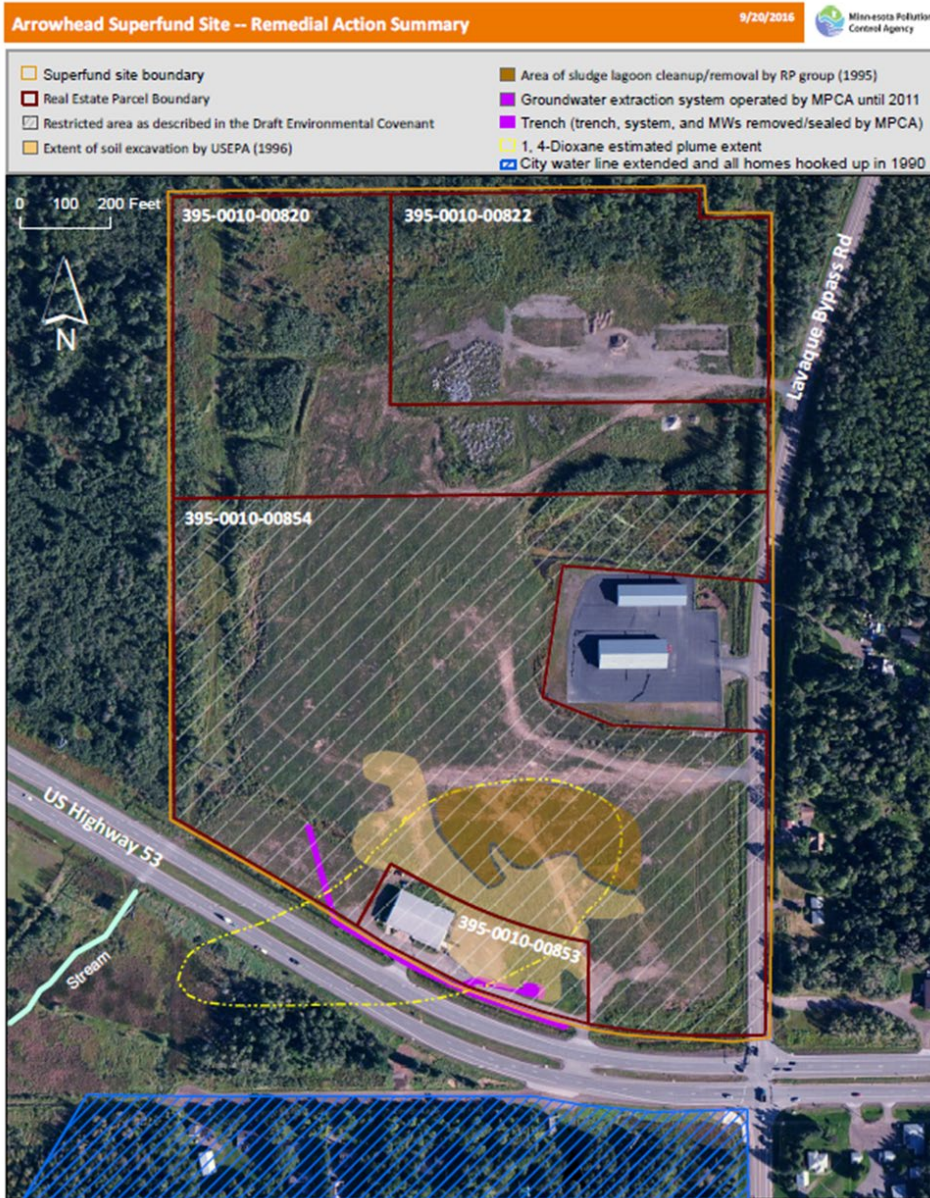 Arrowhead Superfund Site -- Remedial Action Summary
9/20/2016
Minnesota Pollution
Control Agency
Superfund site boundary
Real Estate Parcel Boundary
Restricted area as described in the Draft Environmental Covenant
Extent of soil excavation by USEPA (1996)
Area of sludge lagoon cleanup/removal by RP group (1995)
Groundwater extraction system operated by MPCA until 2011
Trench (trench, system, and MWs removed/sealed by MPCA)
1, 4-Dioxane estimated plume extent
City water line extended and all homes hooked up in 1990
0 100 200 Feet
N
395-0010-00820
395-0010-00822
Lavaque Bypass Rd
395-0010-00854
US Highway 53
395-0010-00853
Stream